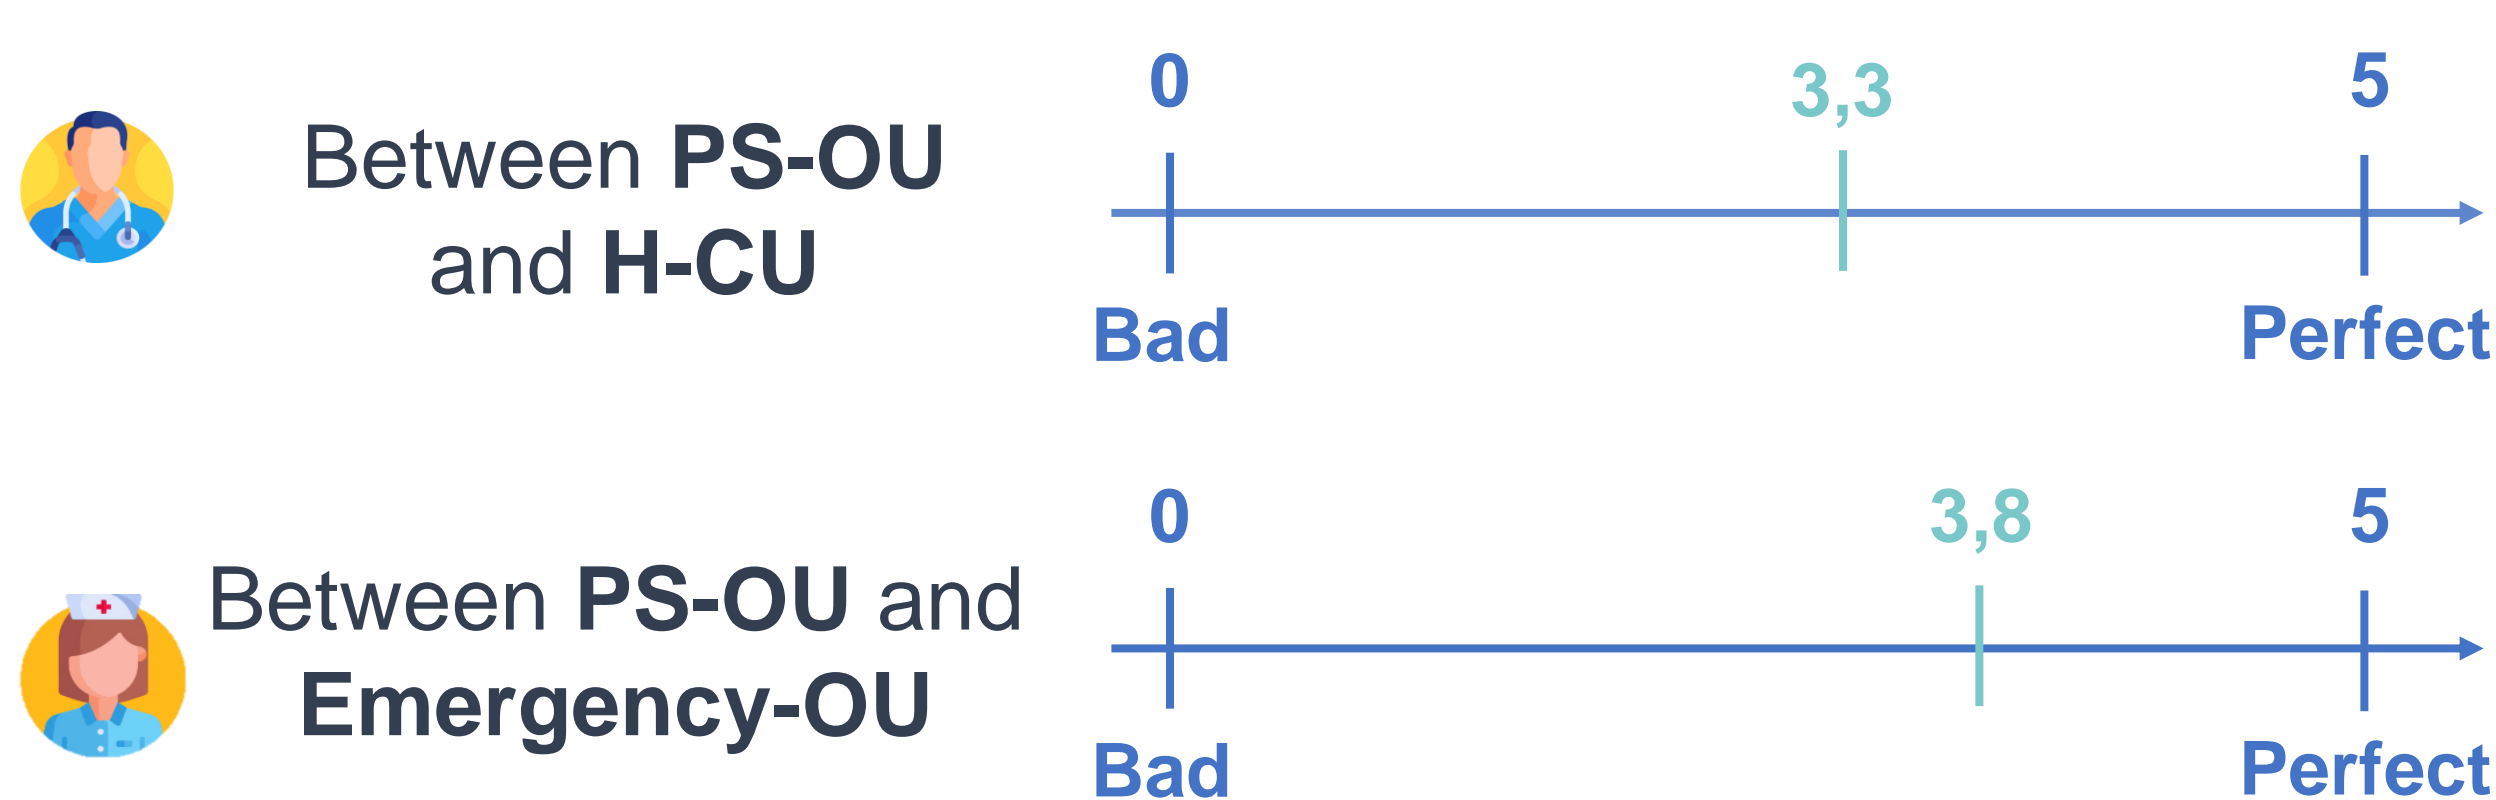 Between PS-OU
and H-CU
0
3,3
5
Bad
Perfect
Between PS-OU and
Emergency-OU
0
3,8
5
Bad
Perfect